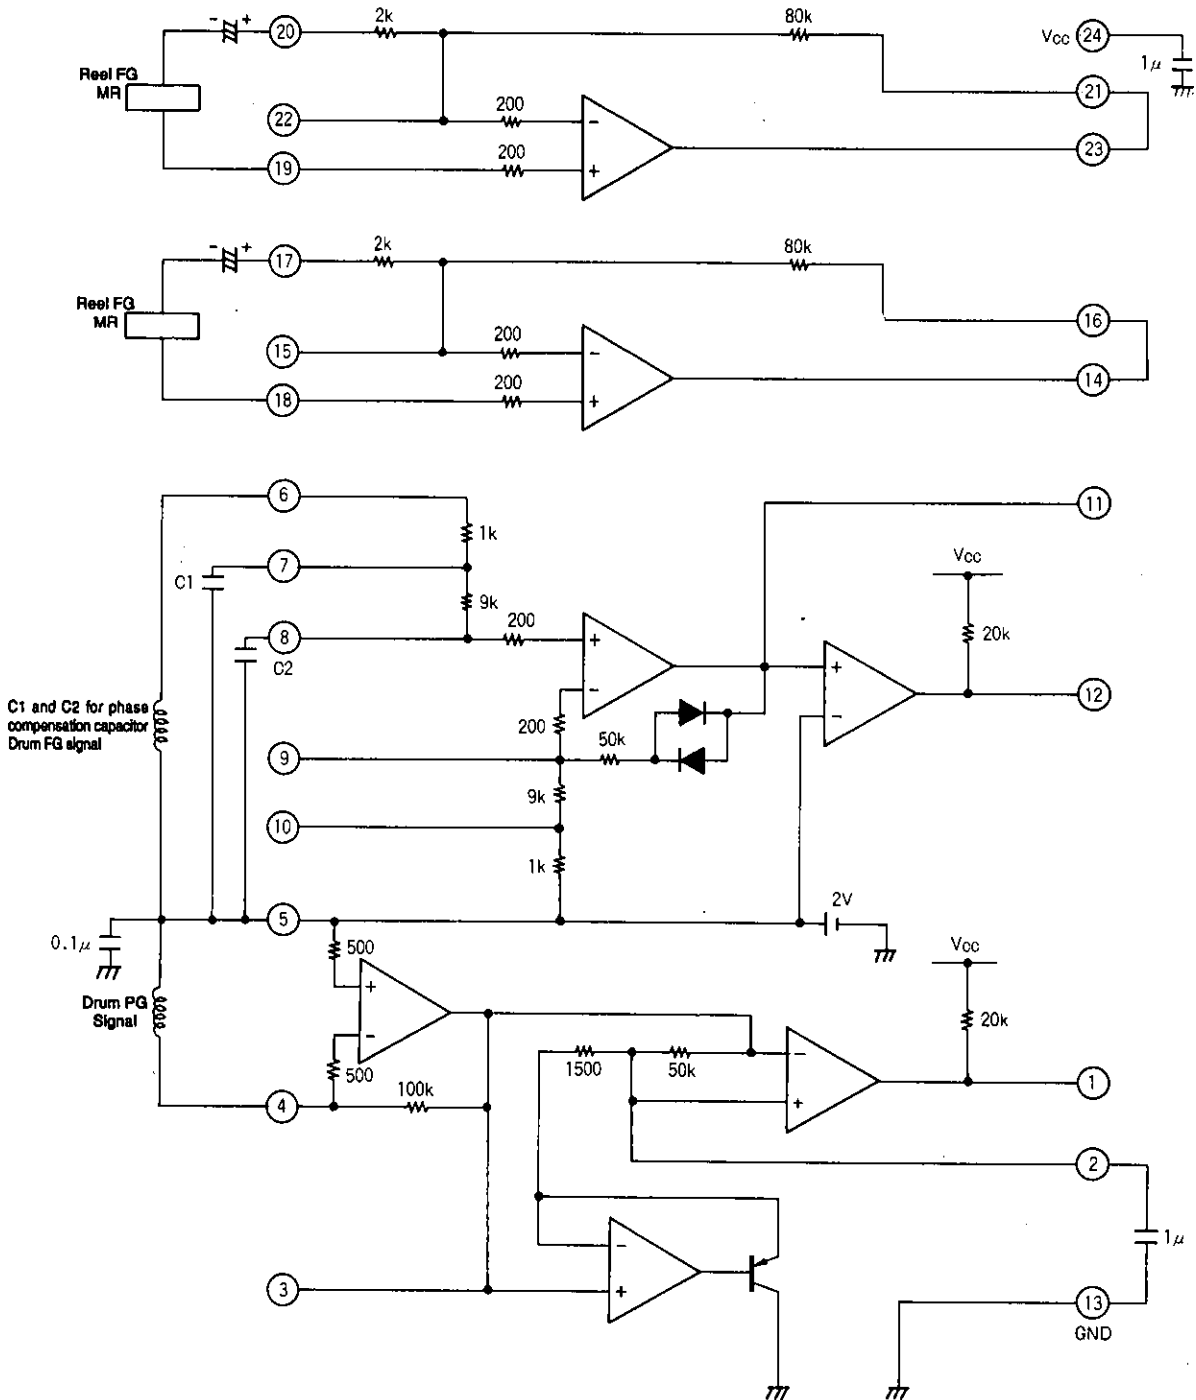 - +
20
2k
80k
Vcc 24
1μ
Reel FG
MR
21
22
200
-
23
19
200
+
- +
17
2k
80k
Reel FG
MR
16
15
200
-
14
18
200
+
6
11
1k
C1
7
Vcc
9k
8
200
+
20k
C2
+
12
C1 and C2 for phase
compensation capacitor
Drum FG signal
-
200
50k
-
9
9k
10
1k
5
2V
0.1μ
500
Vcc
+
Drum PG
Signal
20k
-
500
1500
50k
-
4
100k
1
+
2
-
1μ
3
+
13
GND